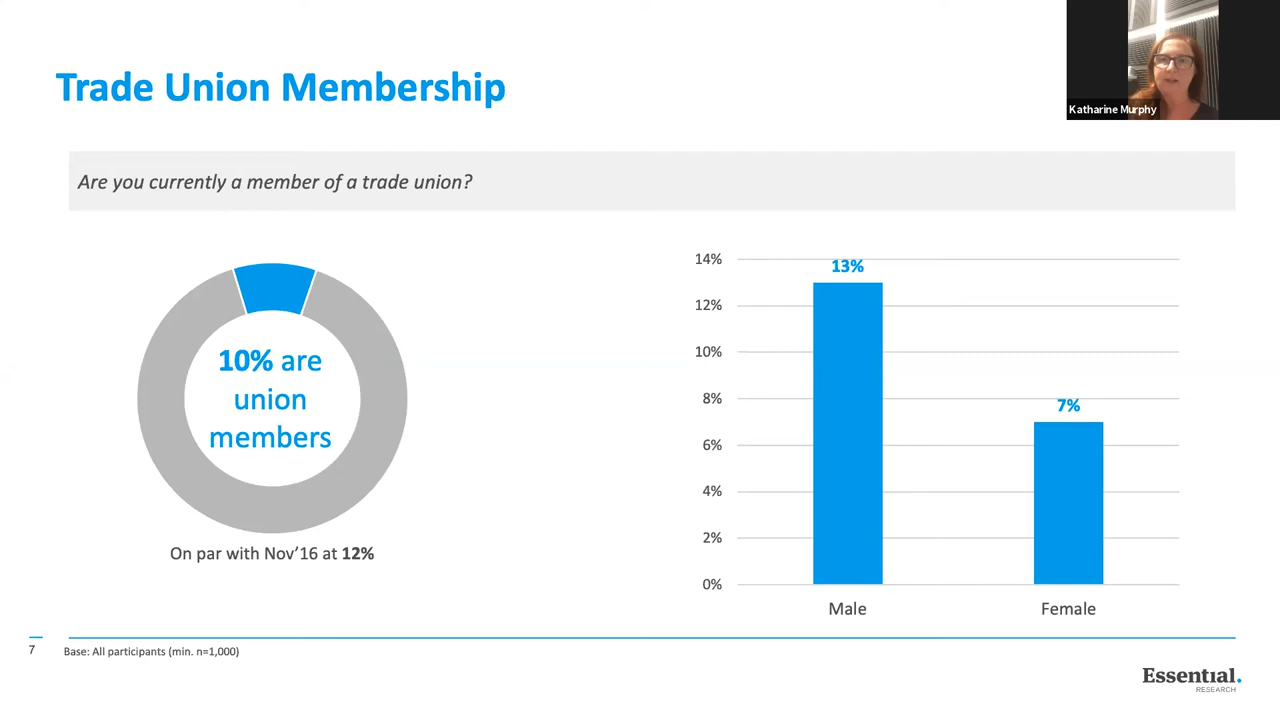 Trade Union Membership
Katharine Murphy
Are you currently a member of a trade union?
10% are
union
members
On par with Nov’16 at 12%
14%
12%
10%
8%
6%
4%
2%
0%
13%
7%
Male
Female
7
Base: All participants (min. n=1,000)
Essential.
RESEARCH